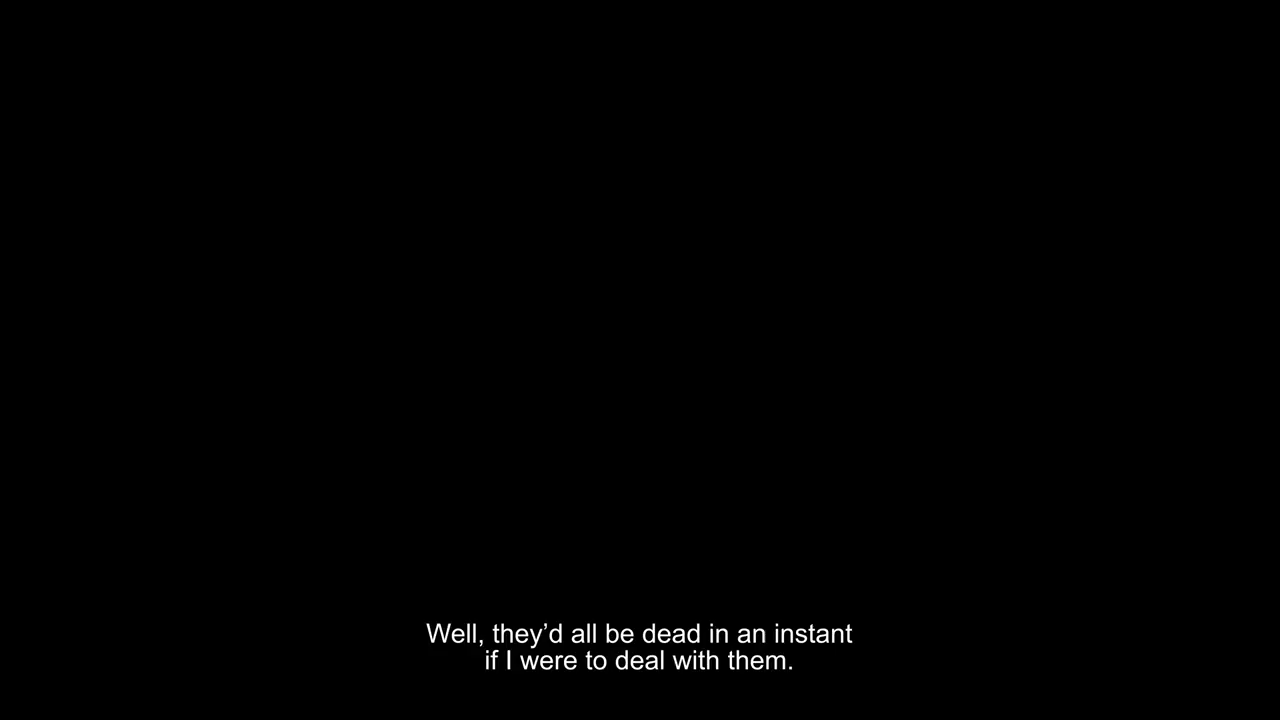 Well, they’d all be dead in an instant
if I were to deal with them.